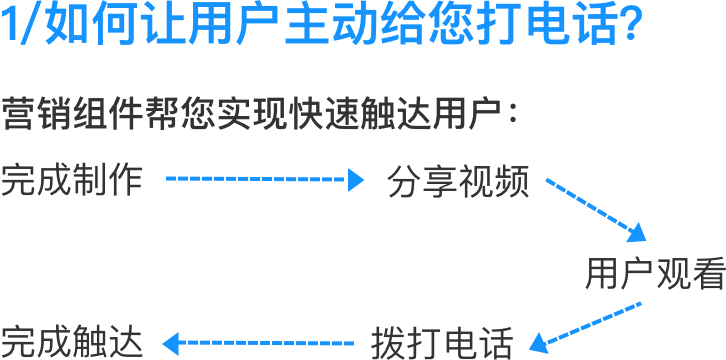 1/如何让用户主动给您打电话?
营销组件帮您实现快速触达用户：
完成制作
分享视频
用户观看
拨打电话
完成触达